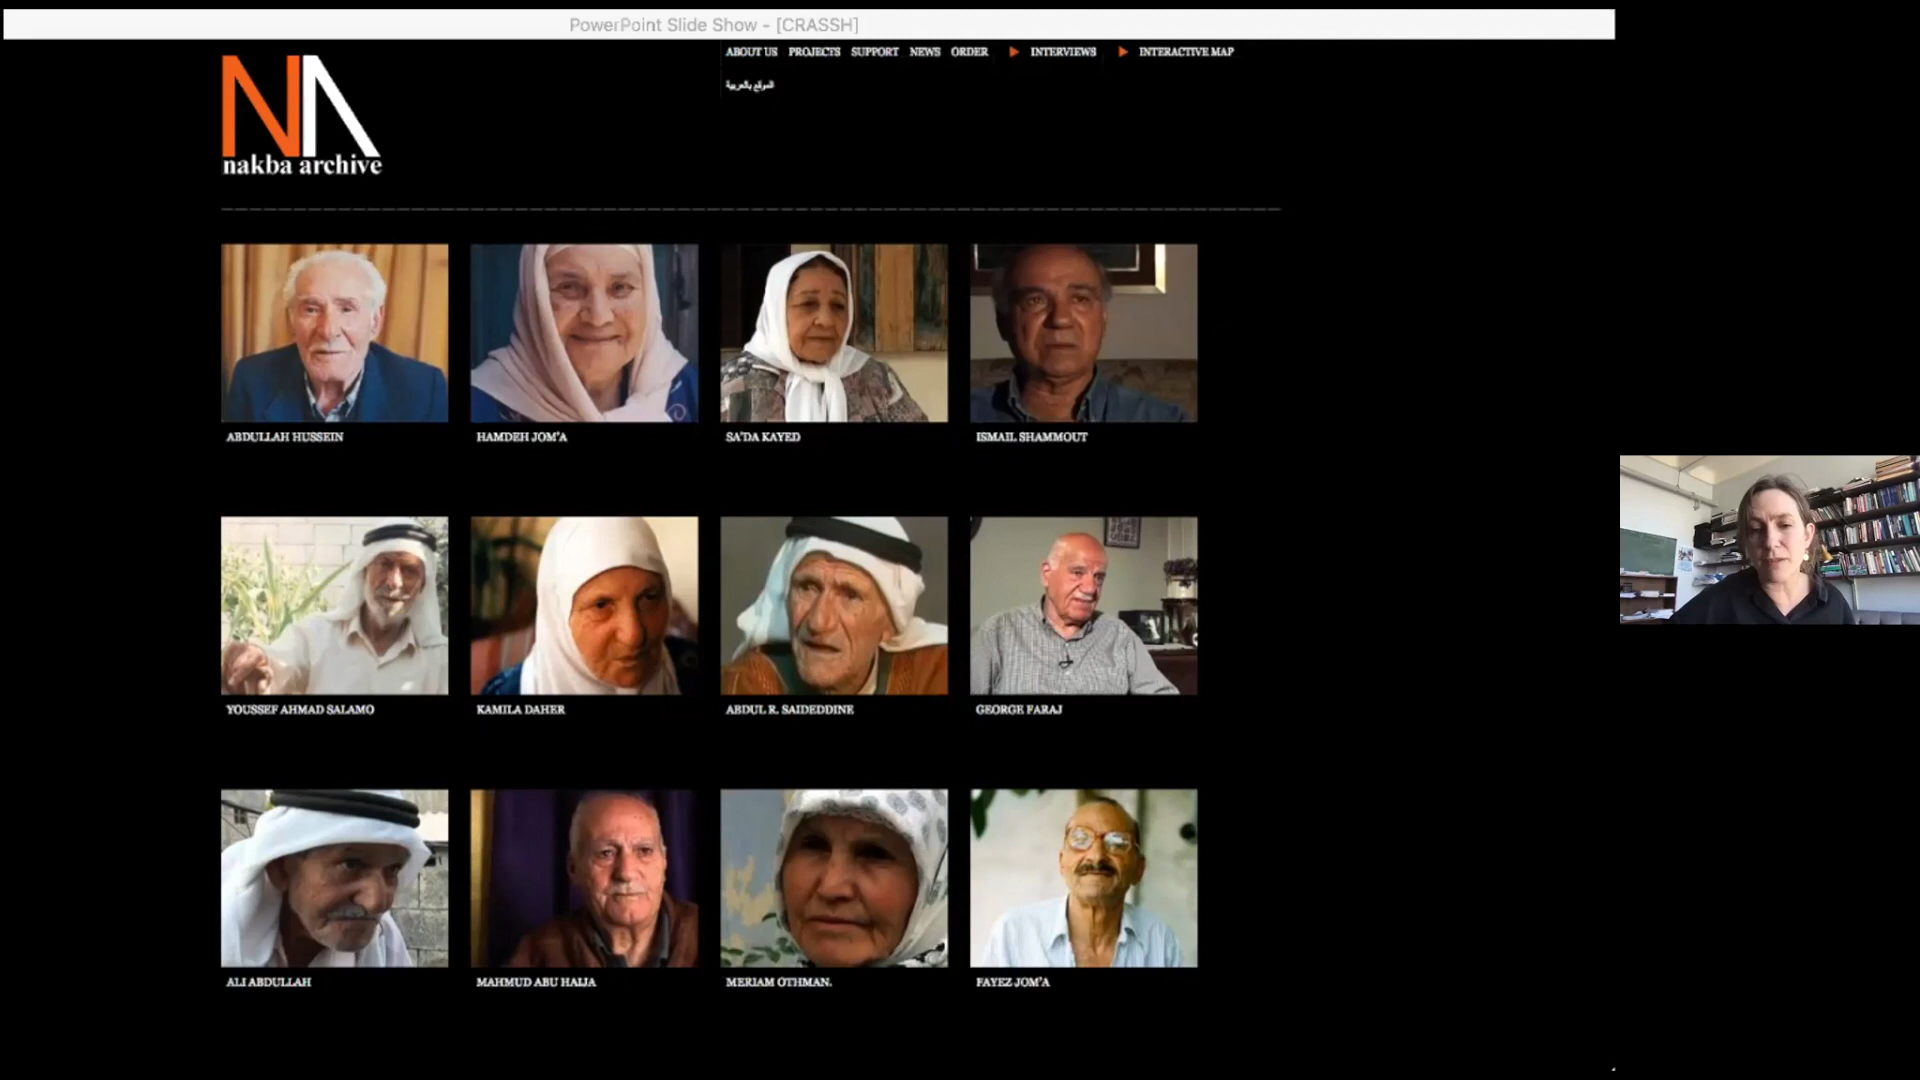 PowerPoint Slide Show - [CRASSH]
ABOUT US PROJECTS SUPPORT NEWS ORDER INTERVIEWS INTERACTIVE MAP
الموقع بالعربية
NA
nakba archive
ABDULLAH HUSSEIN HAMDEH JOM'A SA'DA KAYED ISMAIL SHAMMOUT
YOUSSEF AHMAD SALAMO KAMILA DAHER ABDUL R. SAIDEDDINE GEORGE FARAJ
ALI ABDULLAH MAHMUD ABU HAIJA MERIAM OTHMAN. FAYEZ JOM'A